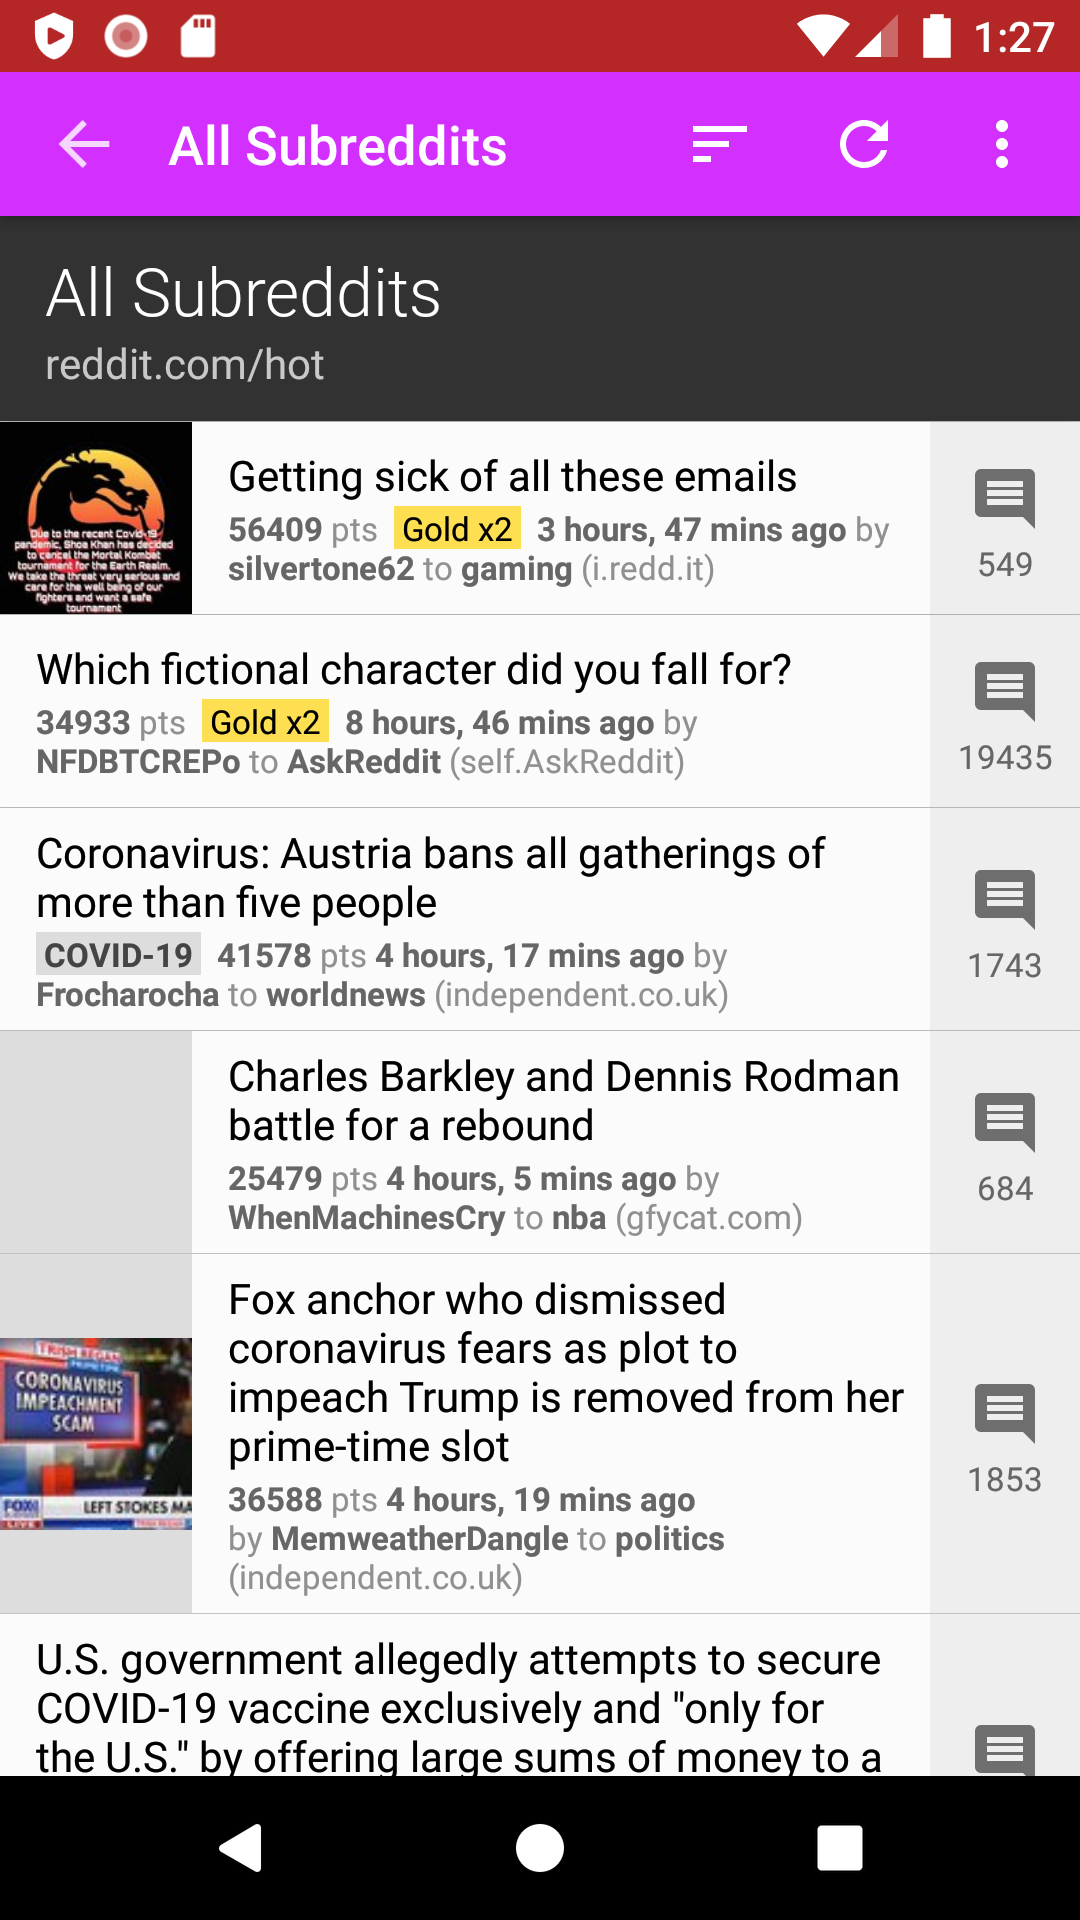 1:27
All Subreddits
All Subreddits
reddit.com/hot
Due to the recent Covid-19
pandemic, Shoa Khan has decided
to cancel the Mortal Kombat
tournament for the Earth Realm.
We take the threat very serious and
care for the well being of our
fighters and want a safe
tournament
Getting sick of all these emails
56409 pts Gold x2 3 hours, 47 mins ago by
silvertone62 to gaming (i.redd.it)
549
Which fictional character did you fall for?
34933 pts Gold x2 8 hours, 46 mins ago by
NFDBTCREPo to AskReddit (self.AskReddit)
19435
Coronavirus: Austria bans all gatherings of
more than five people
COVID-19 41578 pts 4 hours, 17 mins ago by
Frocharocha to worldnews (independent.co.uk)
1743
Charles Barkley and Dennis Rodman
battle for a rebound
25479 pts 4 hours, 5 mins ago by
WhenMachinesCry to nba (gfycat.com)
684
TRISH REGAN
PRIMETIME
CORONAVIRUS
IMPEACHMENT
SCAM
FOX
LIVE
LEFT STOKES MA
TRISH REGAN
Fox anchor who dismissed
coronavirus fears as plot to
impeach Trump is removed from her
prime-time slot
36588 pts 4 hours, 19 mins ago
by MemweatherDangle to politics
(independent.co.uk)
1853
U.S. government allegedly attempts to secure
COVID-19 vaccine exclusively and "only for
the U.S." by offering large sums of money to a